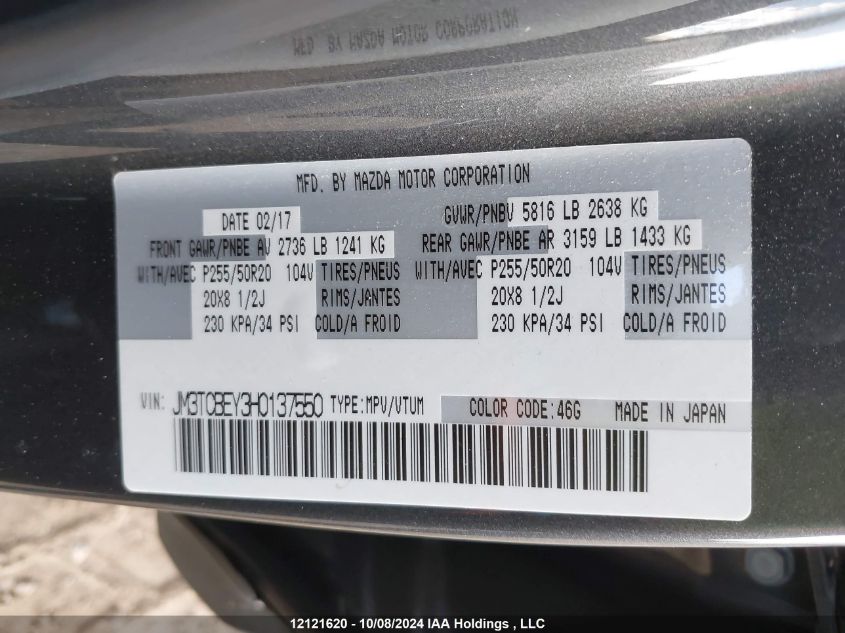 MFD. BY MAZDA MOTOR CORPORATION
DATE 02/17 GVWR/PNBV 5816 LB 2638 KG
FRONT GAWR/PNBE AV 2736 LB 1241 KG REAR GAWR/PNBE AR 3159 LB 1433 KG
WITH/AVEC P255/50R20 104V TIRES/PNEUS WITH/AVEC P255/50R20 104V TIRES/PNEUS
20X8 1/2J RIMS/JANTES 20X8 1/2J RIMS/JANTES
230 KPA/34 PSI COLD/A FROID 230 KPA/34 PSI COLD/A FROID
VIN: JM3TCBEY3H0137550 TYPE:MPV/VTUM COLOR CODE:46G MADE IN JAPAN
12121620 - 10/08/2024 IAA Holdings , LLC